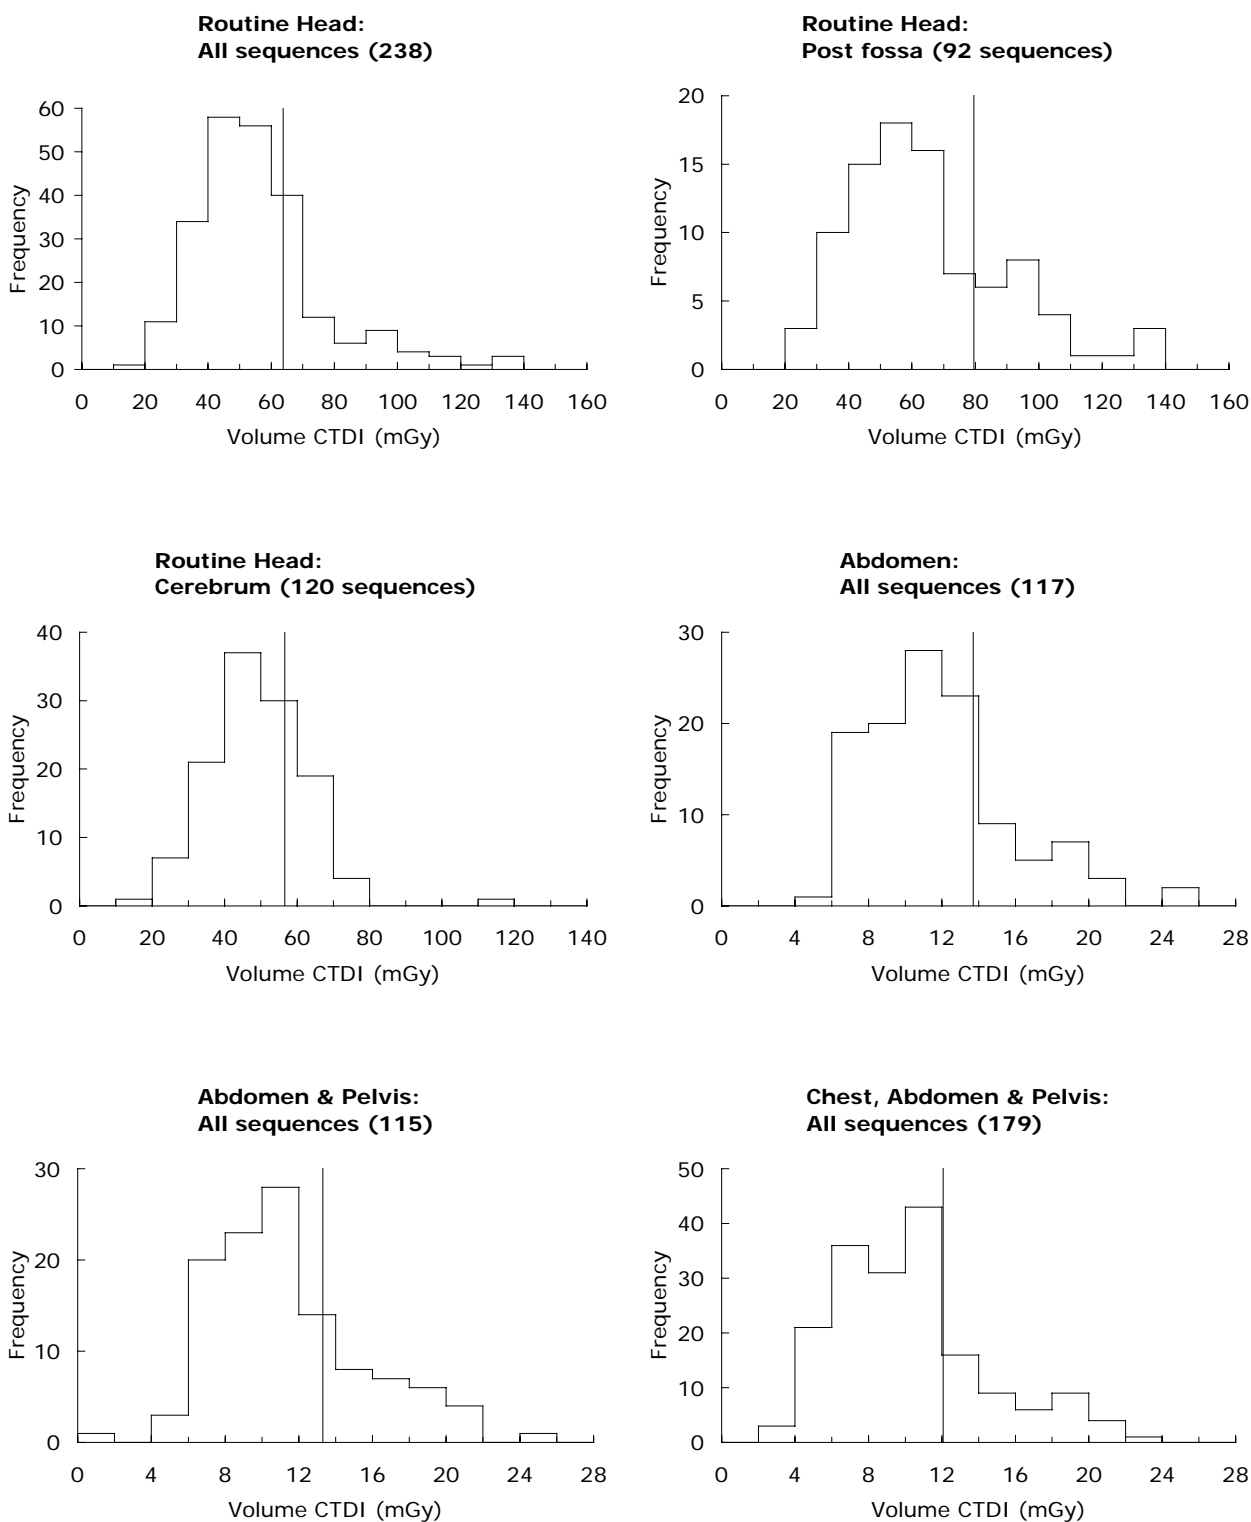 Routine Head:
All sequences (238)
60
50
40
30
20
10
0
Frequency
0 20 40 60 80 100 120 140 160
Volume CTDI (mGy)
Routine Head:
Post fossa (92 sequences)
20
15
10
5
0
Frequency
0 20 40 60 80 100 120 140 160
Volume CTDI (mGy)
Routine Head:
Cerebrum (120 sequences)
40
30
20
10
0
Frequency
0 20 40 60 80 100 120 140
Volume CTDI (mGy)
Abdomen:
All sequences (117)
30
20
10
0
Frequency
0 4 8 12 16 20 24 28
Volume CTDI (mGy)
Abdomen & Pelvis:
All sequences (115)
30
20
10
0
Frequency
0 4 8 12 16 20 24 28
Volume CTDI (mGy)
Chest, Abdomen & Pelvis:
All sequences (179)
50
40
30
20
10
0
Frequency
0 4 8 12 16 20 24 28
Volume CTDI (mGy)